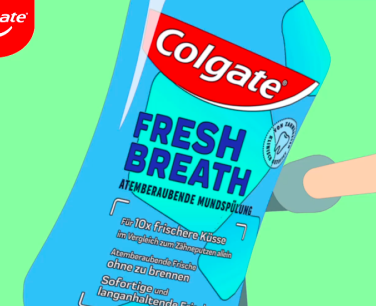 gate®
Colgate®
FRESH
BREATH
ATEMBERAUBENDE MUNDSPÜLUNG
Für 10x frischere Küsse
im Vergleich zum Zähneputzen allein
Atemberaubende Frische
ohne zu brennen
Sofortige und
langanhaltende